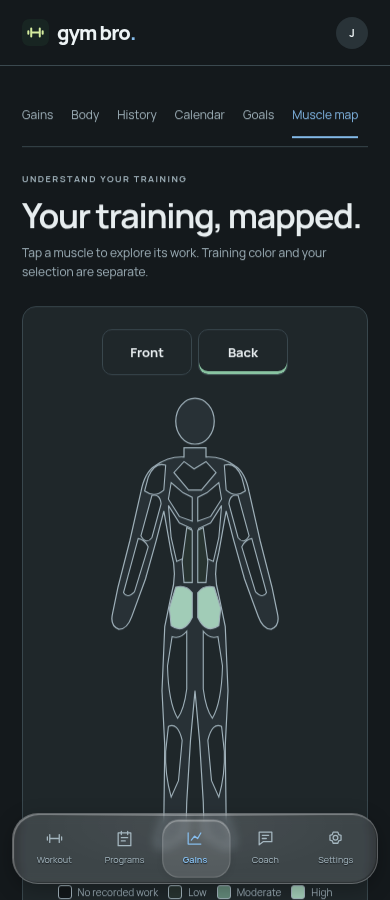 gym bro.
J
Gains Body History Calendar Goals Muscle map
UNDERSTAND YOUR TRAINING
Your training, mapped.
Tap a muscle to explore its work. Training color and your
selection are separate.
Front Back
Workout Programs Gains Coach Settings
No recorded work Low Moderate High